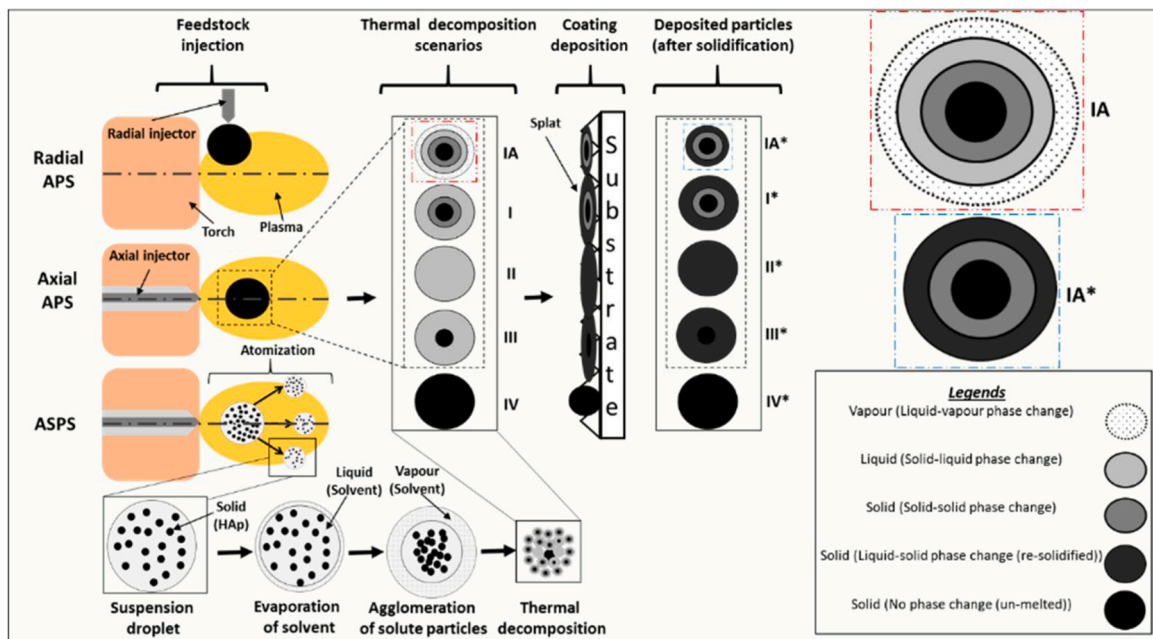 Feedstock
injection
Thermal decomposition
scenarios
Coating
deposition
Deposited particles
(after solidification)
Radial injector
Radial
APS
Torch
Plasma
Axial injector
Axial
APS
Atomization
ASPS
IA
I
II
III
IV
Splat
Substrate
IA*
I*
II*
III*
IV*
IA
IA*
Solid
(HAp)
Liquid
(Solvent)
Vapour
(Solvent)
Suspension
droplet
Evaporation
of solvent
Agglomeration
of solute particles
Thermal
decomposition
Legends
Vapour (Liquid-vapour phase change)
Liquid (Solid-liquid phase change)
Solid (Solid-solid phase change)
Solid (Liquid-solid phase change (re-solidified))
Solid (No phase change (un-melted))